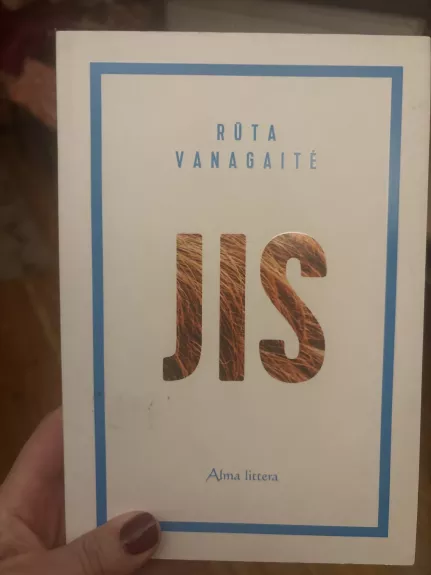 RŪTA
VANAGAITĖ
JIS
Alma littera